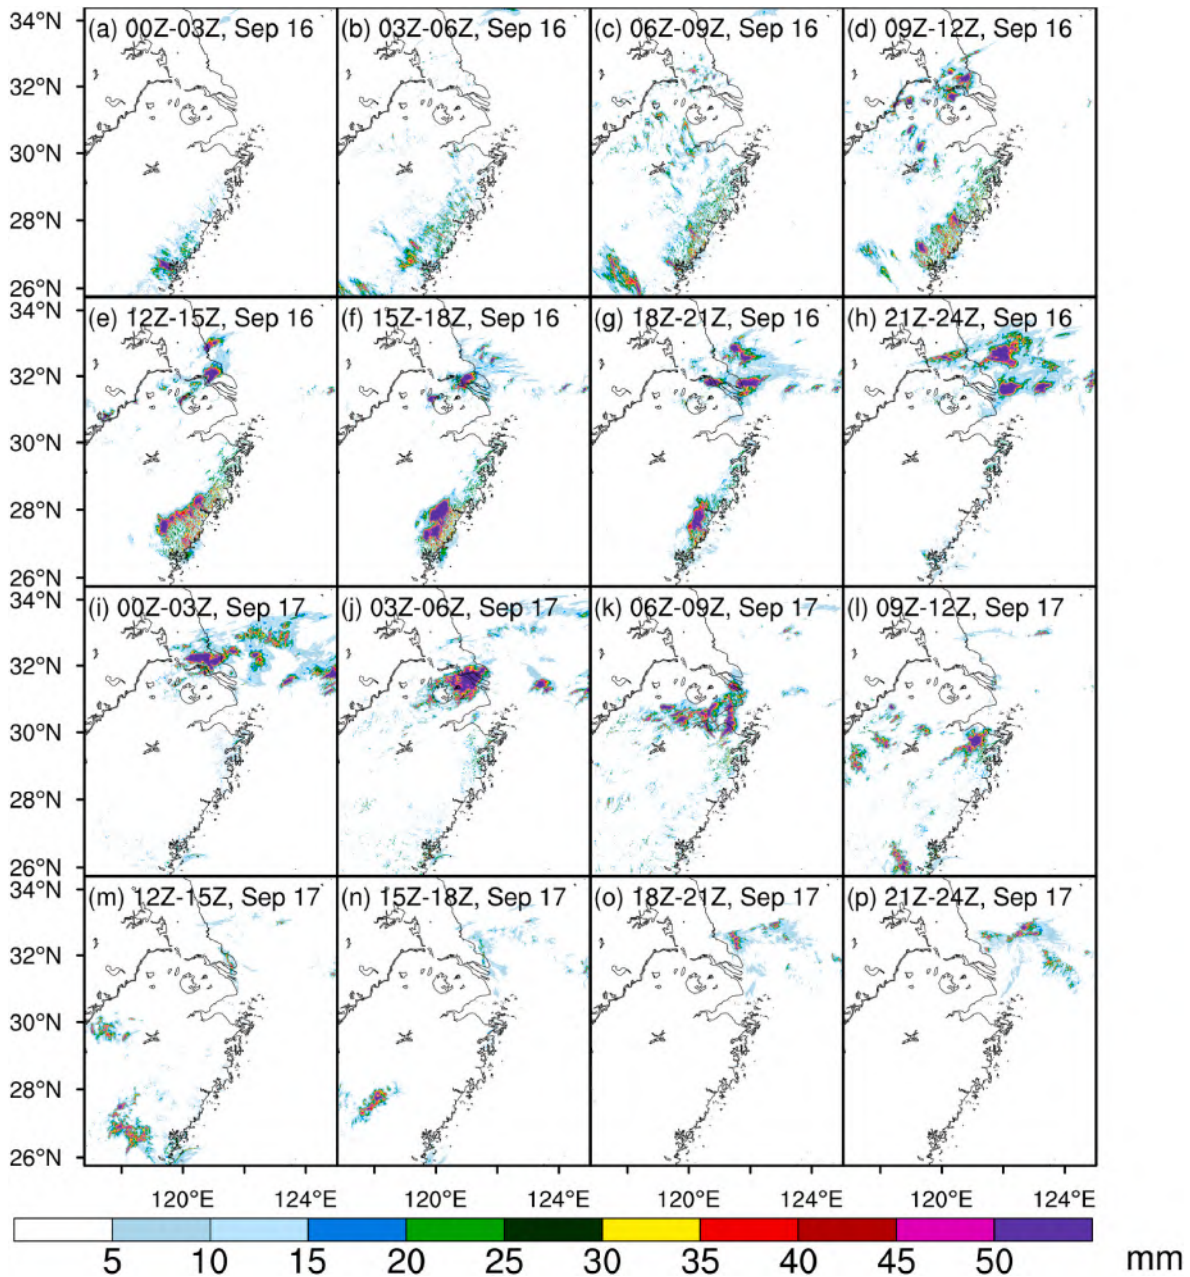 34°N
(a) 00Z-03Z, Sep 16
(b) 03Z-06Z, Sep 16
(c) 06Z-09Z, Sep 16
(d) 09Z-12Z, Sep 16
32°N
30°N
28°N
26°N
34°N
(e) 12Z-15Z, Sep 16
(f) 15Z-18Z, Sep 16
(g) 18Z-21Z, Sep 16
(h) 21Z-24Z, Sep 16
32°N
30°N
28°N
26°N
34°N
(i) 00Z-03Z, Sep 17
(j) 03Z-06Z, Sep 17
(k) 06Z-09Z, Sep 17
(l) 09Z-12Z, Sep 17
32°N
30°N
28°N
26°N
34°N
(m) 12Z-15Z, Sep 17
(n) 15Z-18Z, Sep 17
(o) 18Z-21Z, Sep 17
(p) 21Z-24Z, Sep 17
32°N
30°N
28°N
26°N
120°E 124°E 120°E 124°E 120°E 124°E 120°E 124°E
5 10 15 20 25 30 35 40 45 50 mm